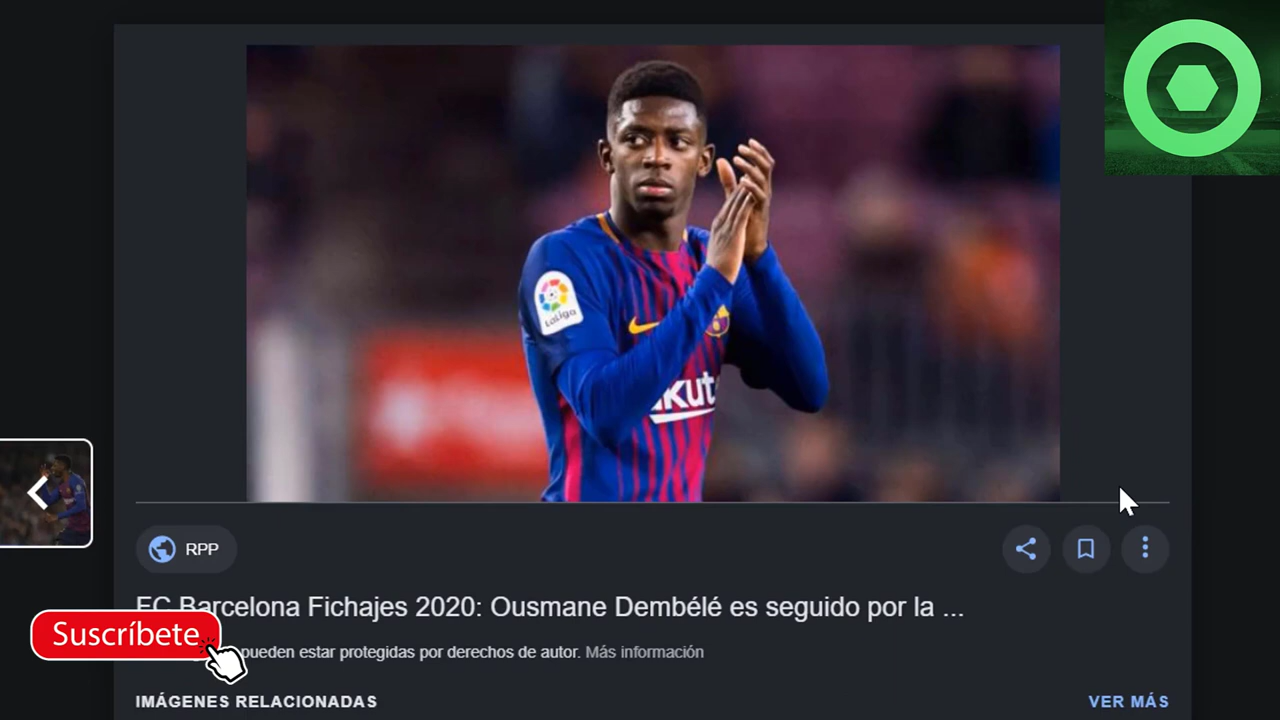 LaLiga
kut
RPP
FC Barcelona Fichajes 2020: Ousmane Dembélé es seguido por la ...
Suscríbete
pueden estar protegidas por derechos de autor. Más información
IMÁGENES RELACIONADAS
VER MÁS